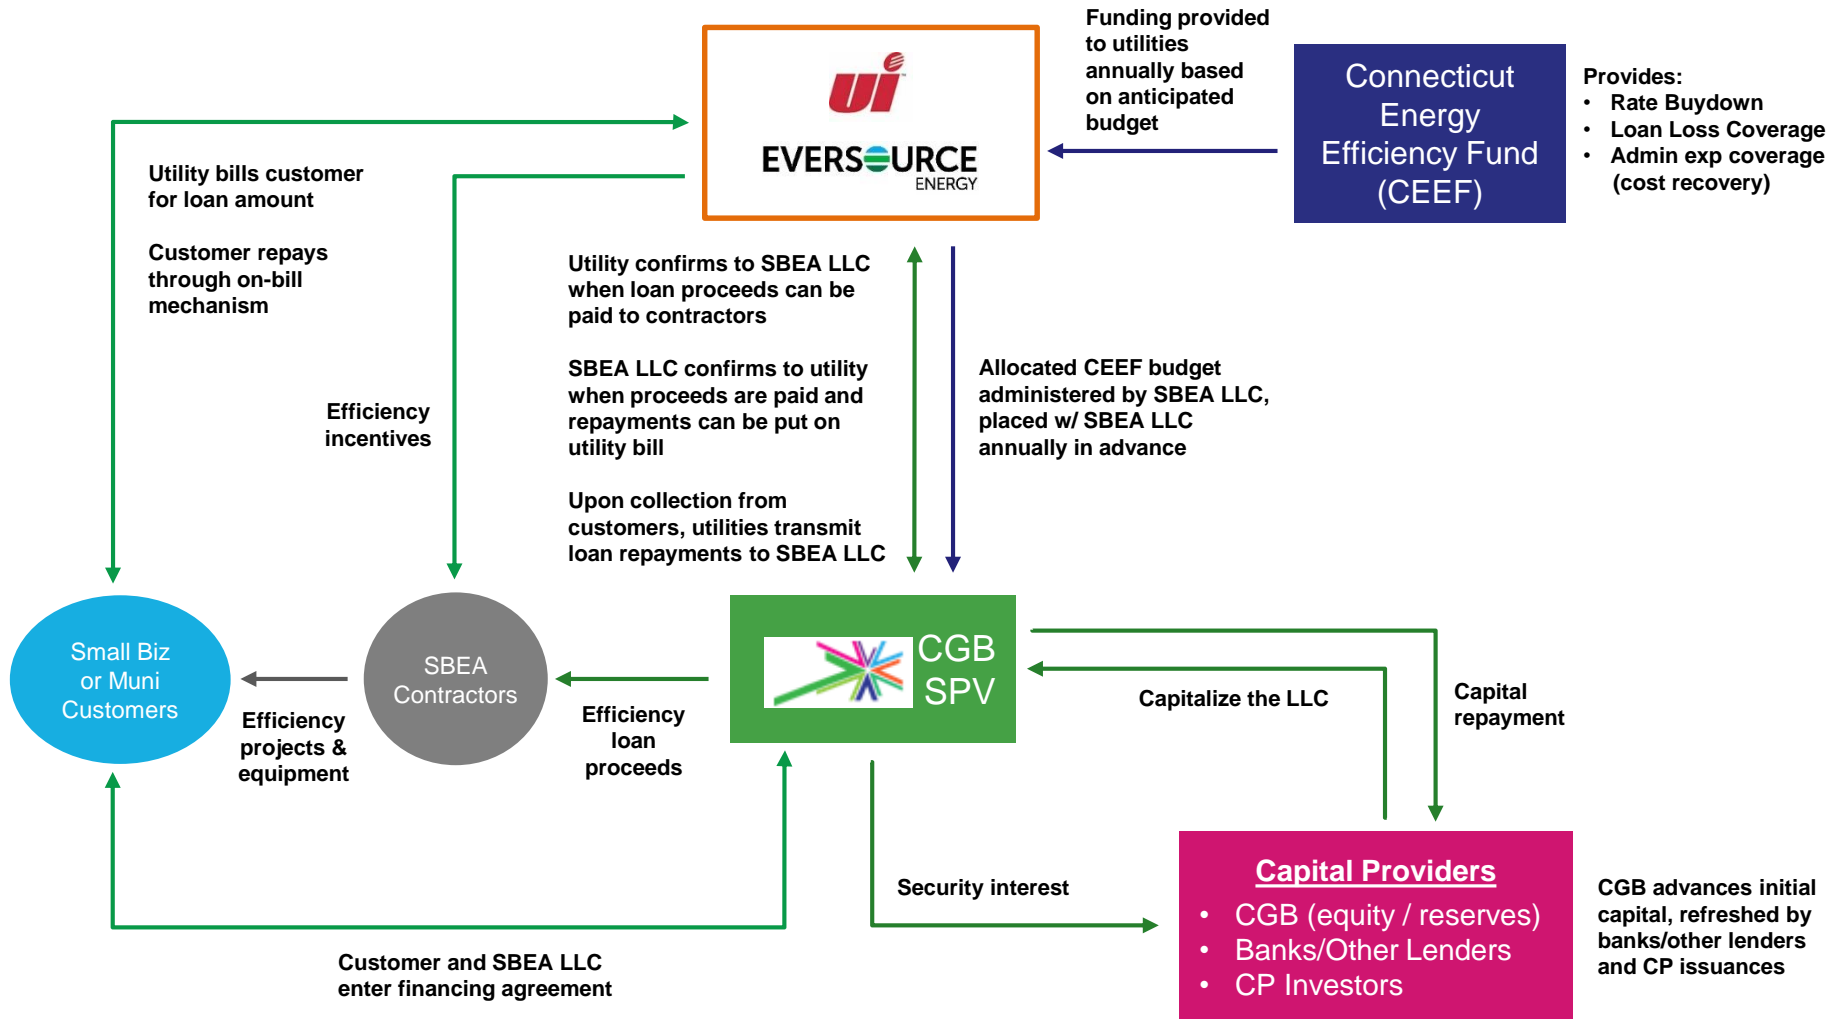 Funding provided
to utilities
annually based
on anticipated
budget
ui
EVERSOURCE
ENERGY
Connecticut
Energy
Efficiency Fund
(CEEF)
Provides:
• Rate Buydown
• Loan Loss Coverage
• Admin exp coverage
(cost recovery)
Utility bills customer
for loan amount
Customer repays
through on-bill
mechanism
Efficiency
incentives
Utility confirms to SBEA LLC
when loan proceeds can be
paid to contractors
SBEA LLC confirms to utility
when proceeds are paid and
repayments can be put on
utility bill
Upon collection from
customers, utilities transmit
loan repayments to SBEA LLC
Allocated CEEF budget
administered by SBEA LLC,
placed w/ SBEA LLC
annually in advance
Small Biz
or Muni
Customers
Efficiency
projects &
equipment
SBEA
Contractors
Efficiency
loan
proceeds
CGB
SPV
Capitalize the LLC
Capital
repayment
Security interest
Capital Providers
• CGB (equity / reserves)
• Banks/Other Lenders
• CP Investors
CGB advances initial
capital, refreshed by
banks/other lenders
and CP issuances
Customer and SBEA LLC
enter financing agreement